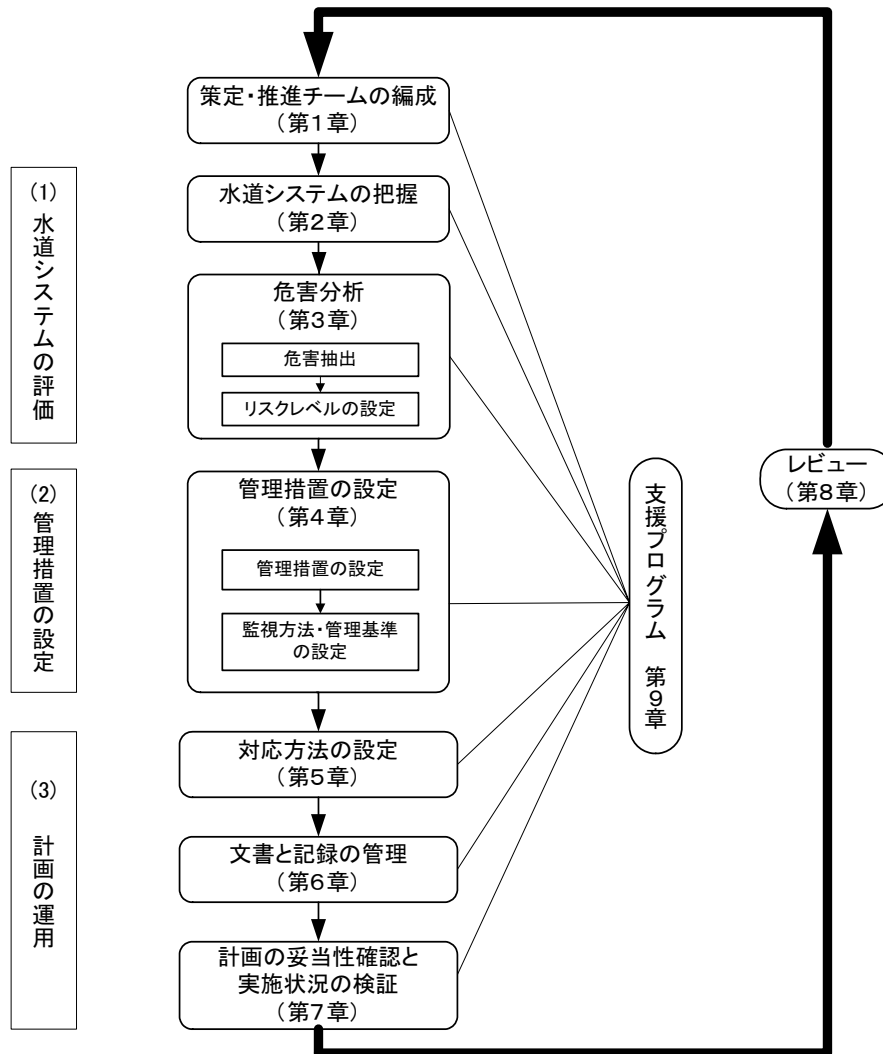 策定・推進チームの編成
（第1章）
(1)
水道システムの評価
水道システムの把握
（第2章）
危害分析
（第3章）
危害抽出
リスクレベルの設定
(2)
管理措置の設定
管理措置の設定
（第4章）
管理措置の設定
監視方法・管理基準
の設定
支援プログラム 第9章
レビュー
（第8章）
(3)
計画の運用
対応方法の設定
（第5章）
文書と記録の管理
（第6章）
計画の妥当性確認と
実施状況の検証
（第7章）